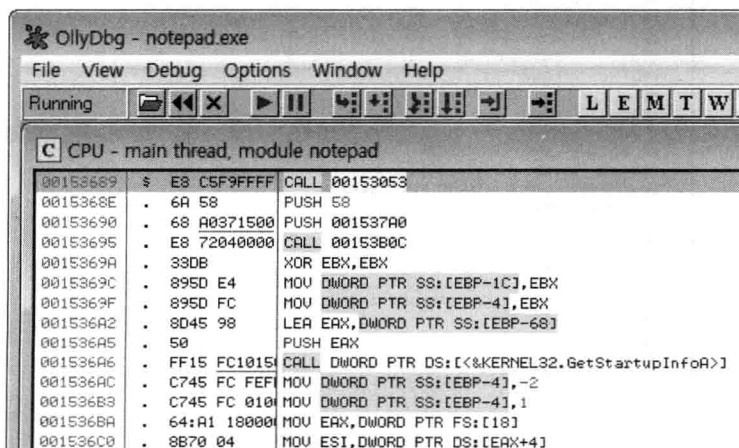 OllyDbg - notepad.exe
File View Debug Options Window Help
Running L E M T W
C CPU - main thread, module notepad
00153689 $ E8 C5F9FFFF CALL 00153053
0015368E . 6A 58 PUSH 58
00153690 . 68 A0371500 PUSH 001537A0
00153695 . E8 72040000 CALL 00153B0C
0015369A . 33DB XOR EBX,EBX
0015369C . 895D E4 MOV DWORD PTR SS:[EBP-1C],EBX
0015369F . 895D FC MOV DWORD PTR SS:[EBP-4],EBX
001536A2 . 8D45 98 LEA EAX,DWORD PTR SS:[EBP-68]
001536A5 . 50 PUSH EAX
001536A6 . FF15 FC1015 CALL DWORD PTR DS:[<&KERNEL32.GetStartupInfoA>]
001536AC . C745 FC FEF MOV DWORD PTR SS:[EBP-4],-2
001536B3 . C745 FC 010 MOV DWORD PTR SS:[EBP-4],1
001536BA . 64:A1 18000 MOV EAX,DWORD PTR FS:[18]
001536C0 . 8B70 04 MOV ESI,DWORD PTR DS:[EAX+4]